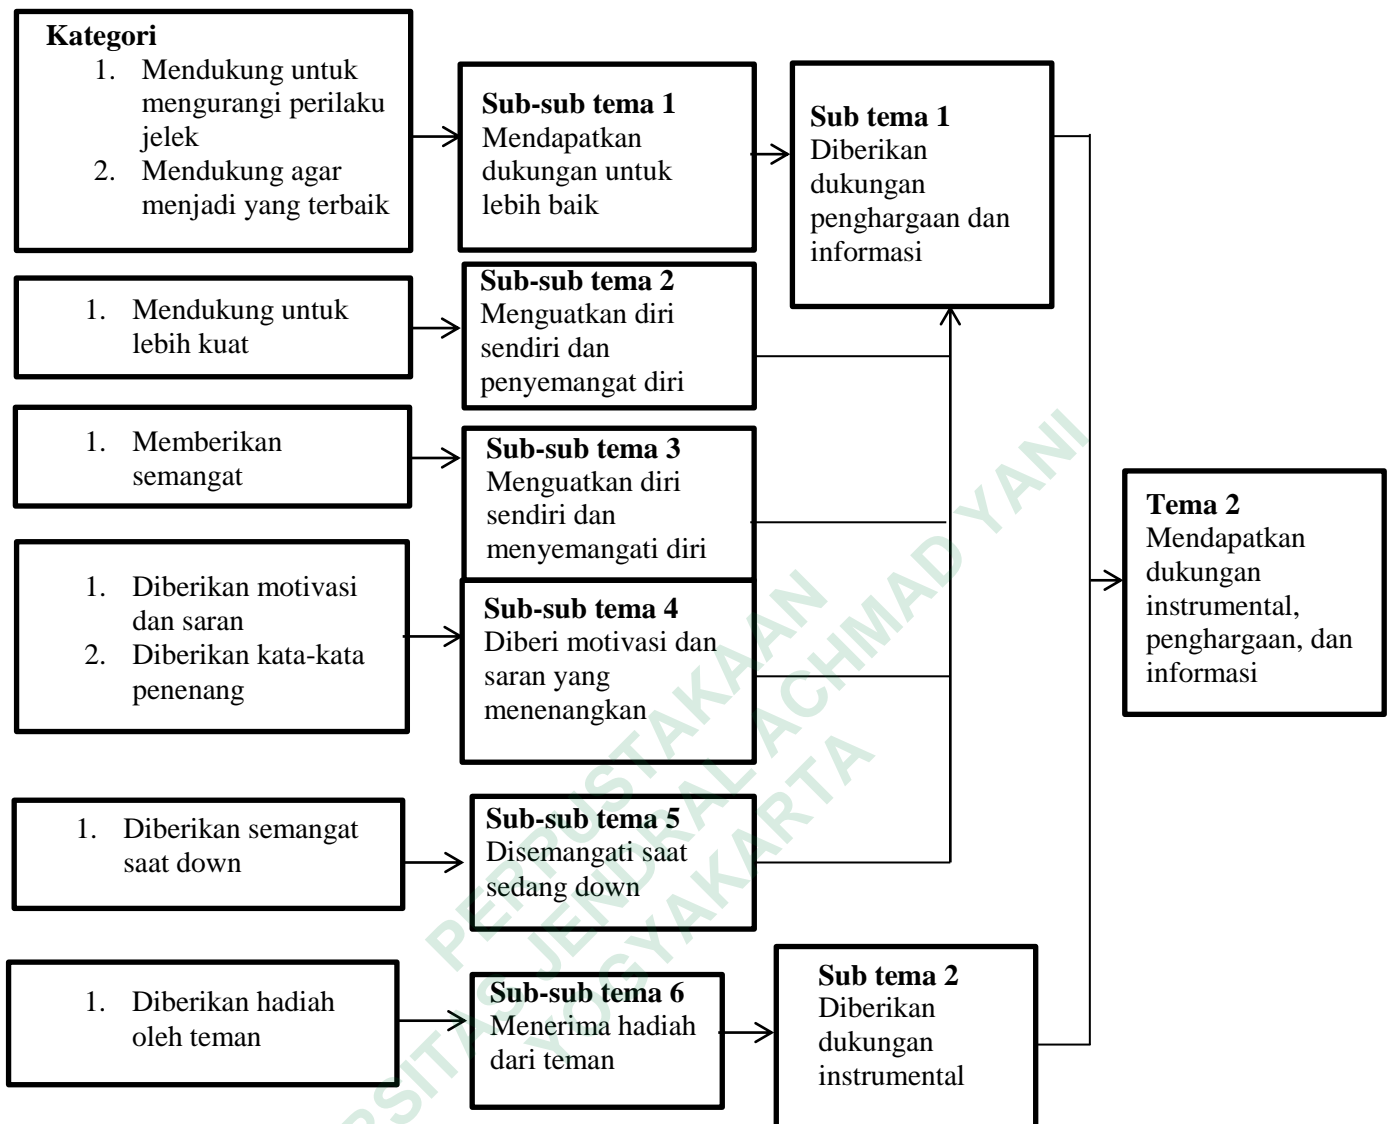 Kategori
1. Mendukung untuk
mengurangi perilaku
jelek
2. Mendukung agar
menjadi yang terbaik
Sub-sub tema 1
Mendapatkan
dukungan untuk
lebih baik
Sub tema 1
Diberikan
dukungan
penghargaan dan
informasi
1. Mendukung untuk
lebih kuat
Sub-sub tema 2
Menguatkan diri
sendiri dan
penyemangat diri
1. Memberikan
semangat
Sub-sub tema 3
Menguatkan diri
sendiri dan
menyemangati diri
Tema 2
Mendapatkan
dukungan
instrumental,
penghargaan, dan
informasi
1. Diberikan motivasi
dan saran
2. Diberikan kata-kata
penenang
Sub-sub tema 4
Diberi motivasi dan
saran yang
menenangkan
1. Diberikan semangat
saat down
Sub-sub tema 5
Disemangati saat
sedang down
1. Diberikan hadiah
oleh teman
Sub-sub tema 6
Menerima hadiah
dari teman
Sub tema 2
Diberikan
dukungan
instrumental
PERPUSTAKAAN
RSITAS JENDRAL ACHMAD YANI
YOGYAKARTA